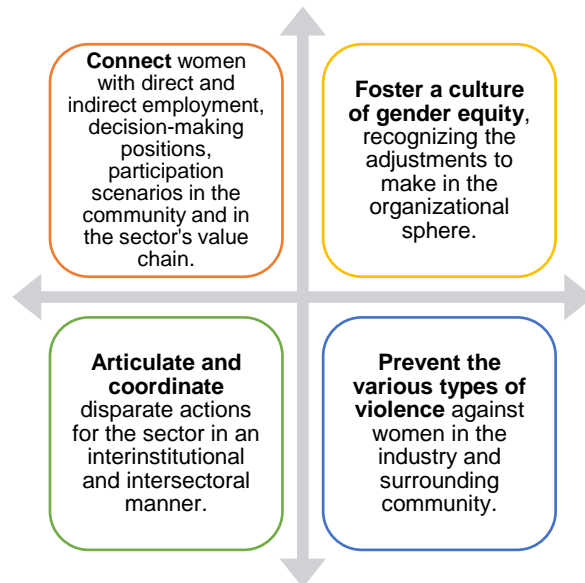 Connect women
with direct and
indirect employment,
decision-making
positions,
participation
scenarios in the
community and in
the sector's value
chain.
Foster a culture
of gender equity,
recognizing the
adjustments to
make in the
organizational
sphere.
Articulate and
coordinate
disparate actions
for the sector in an
interinstitutional
and intersectoral
manner.
Prevent the
various types of
violence against
women in the
industry and
surrounding
community.